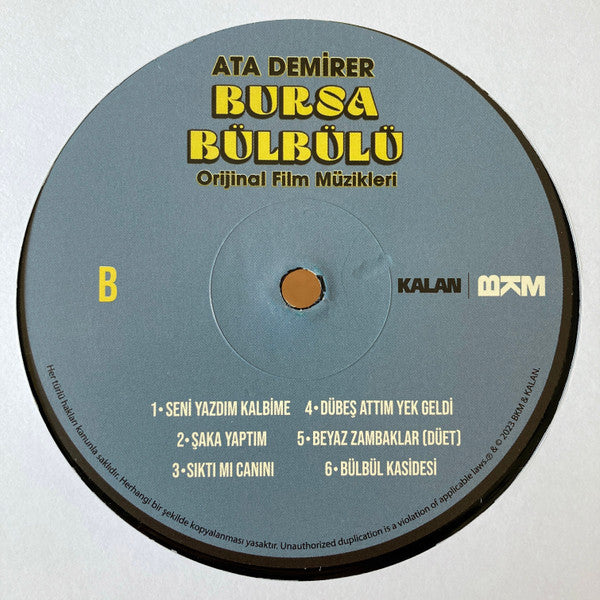 ATA DEMİRER
BURSA
BÜLBÜLÜ
Orijinal Film Müzikleri
B
KALAN | BKM
1• SENİ YAZDIM KALBİME
2• ŞAKA YAPTIM
3• SIKTI MI CANINI
4• DÜBEŞ ATTIM YEK GELDİ
5• BEYAZ ZAMBAKLAR (DÜET)
6• BÜLBÜL KASİDESİ
Her türlü hakları kanunla saklıdır. Herhangi bir şekilde kopyalanması yasaktır. Unauthorized duplication is a violation of applicable laws.℗ & © 2023 BKM & KALAN.